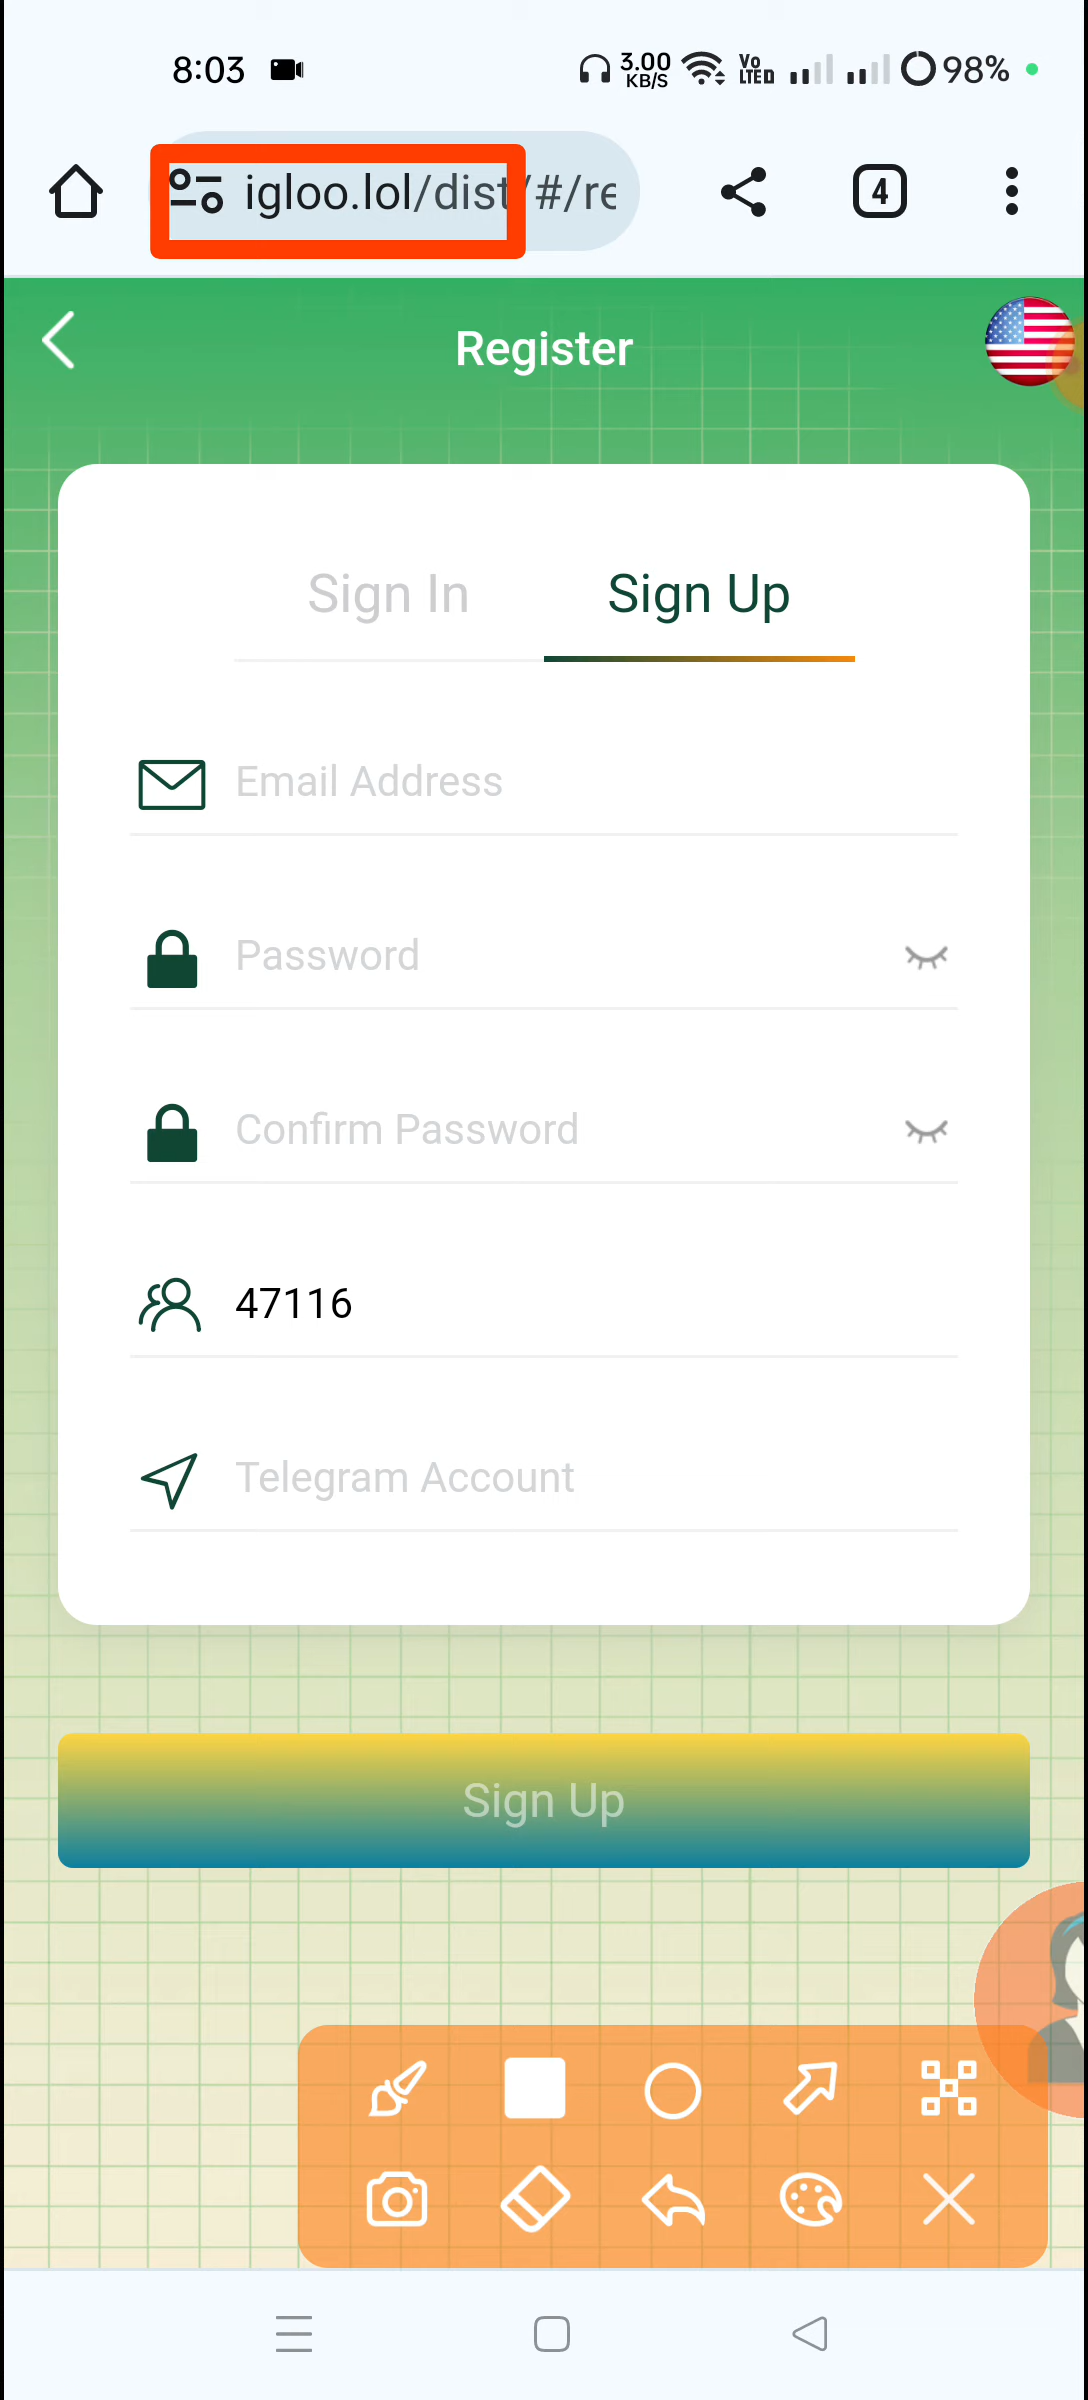 8:03
3.00 KB/S
Vo LTED
98%
igloo.lol/dist/#/re
4
Register
Sign In
Sign Up
Email Address
Password
Confirm Password
47116
Telegram Account
Sign Up